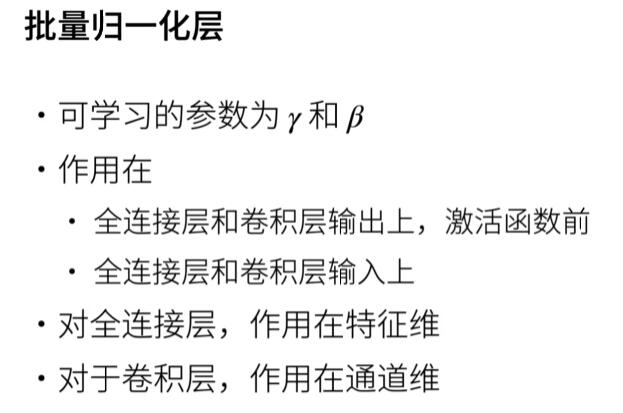 批量归一化层
• 可学习的参数为 γ 和 β
• 作用在
• 全连接层和卷积层输出上，激活函数前
• 全连接层和卷积层输入上
• 对全连接层，作用在特征维
• 对于卷积层，作用在通道维